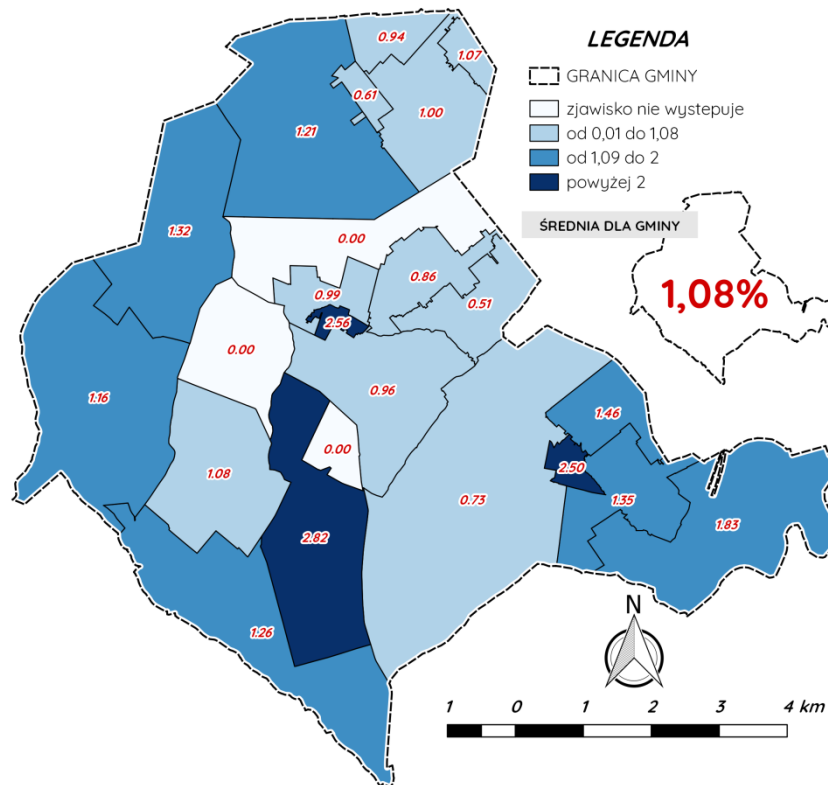 LEGENDA
GRANICA GMINY
zjawisko nie wystepuje
od 0,01 do 1,08
od 1,09 do 2
powyżej 2
ŚREDNIA DLA GMINY
1,08%
0.94
1.07
0.61
1.00
1.21
1.32
0.00
0.86
0.99
0.51
2.56
0.00
0.96
1.16
1.46
0.00
2.50
1.08
0.73
1.35
1.83
2.82
1.26
N
1 0 1 2 3 4 km